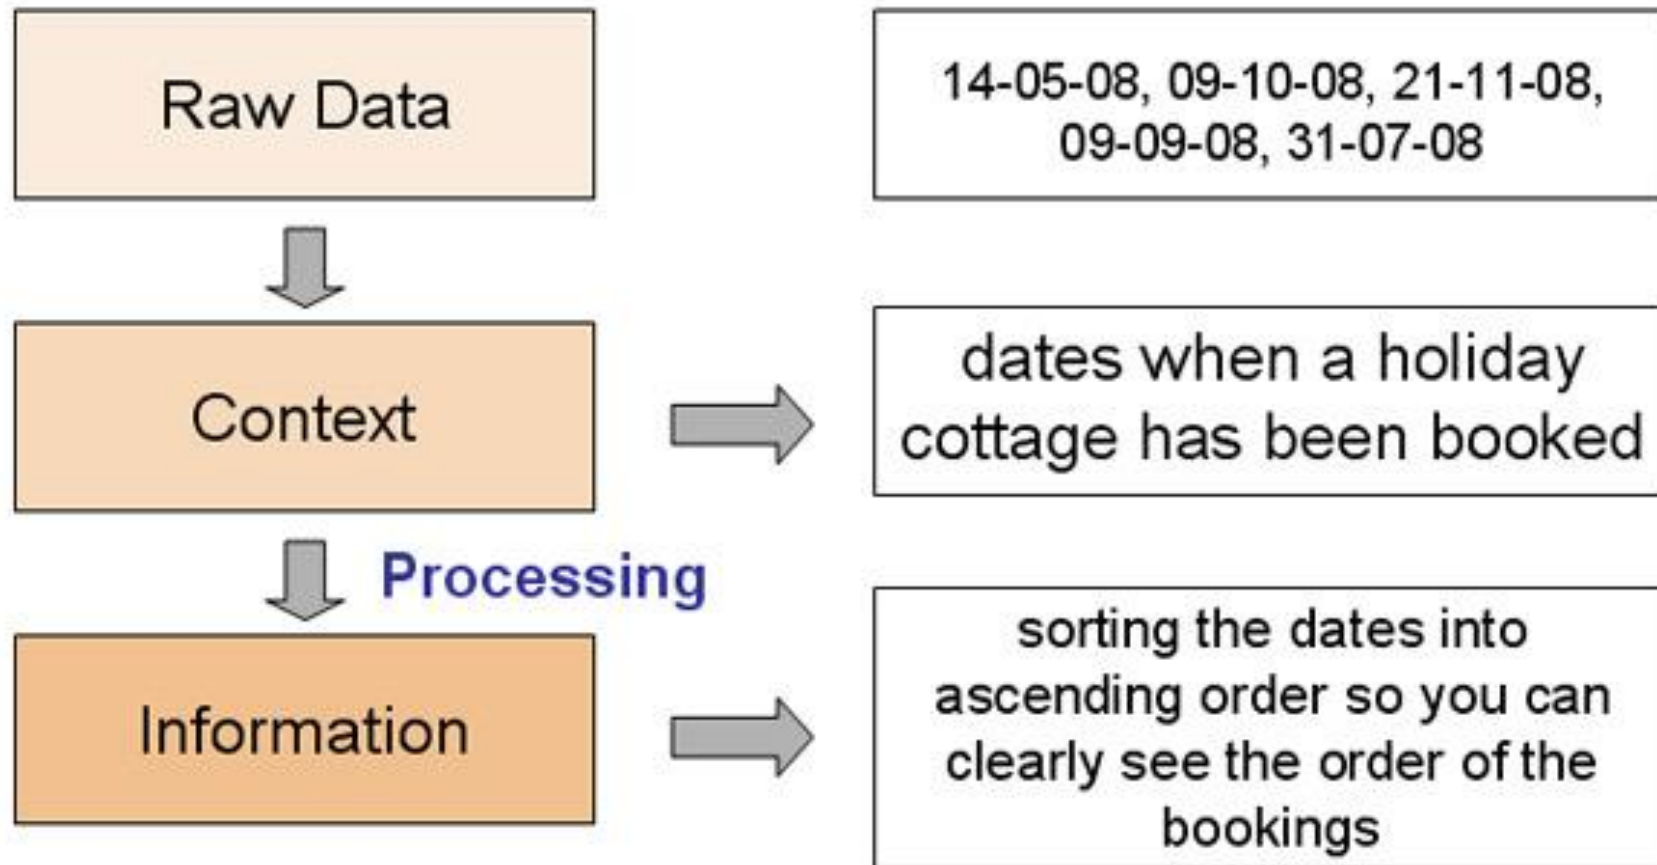 Raw Data
14-05-08, 09-10-08, 21-11-08,
09-09-08, 31-07-08
Context
dates when a holiday
cottage has been booked
Processing
Information
sorting the dates into
ascending order so you can
clearly see the order of the
bookings